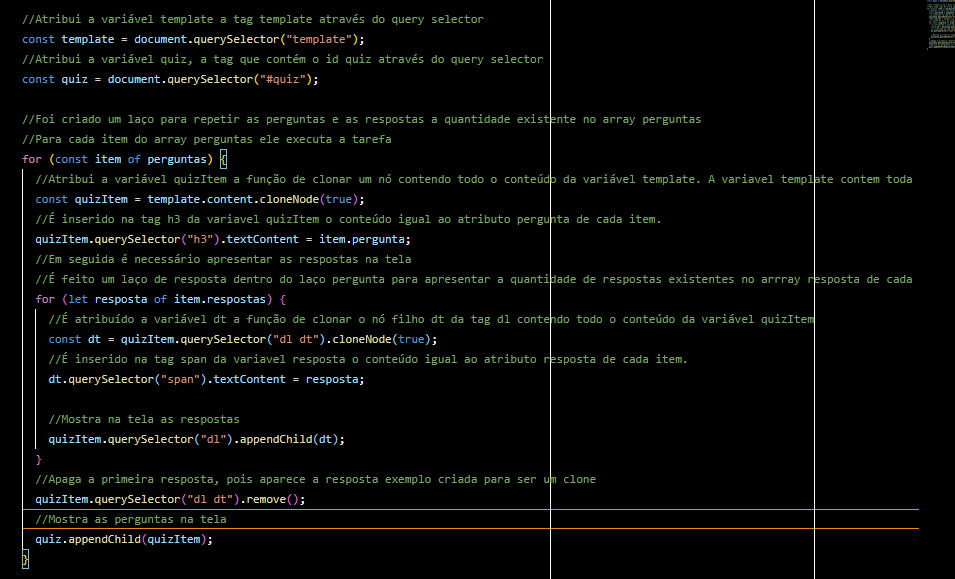 //Atribui a variável template a tag template através do query selector
const template = document.querySelector("template");
//Atribui a variável quiz, a tag que contém o id quiz através do query selector
const quiz = document.querySelector("#quiz");
//Foi criado um laço para repetir as perguntas e as respostas a quantidade existente no array perguntas
//Para cada item do array perguntas ele executa a tarefa
for (const item of perguntas) {
//Atribui a variável quizItem a função de clonar um nó contendo todo o conteúdo da variável template. A variavel template contem toda
const quizItem = template.content.cloneNode(true);
//É inserido na tag h3 da variavel quizItem o conteúdo igual ao atributo pergunta de cada item.
quizItem.querySelector("h3").textContent = item.pergunta;
//Em seguida é necessário apresentar as respostas na tela
//É feito um laço de resposta dentro do laço pergunta para apresentar a quantidade de respostas existentes no arrray resposta de cada
for (let resposta of item.respostas) {
//É atribuído a variável dt a função de clonar o nó filho dt da tag dl contendo todo o conteúdo da variável quizItem
const dt = quizItem.querySelector("dl dt").cloneNode(true);
//É inserido na tag span da variavel resposta o conteúdo igual ao atributo resposta de cada item.
dt.querySelector("span").textContent = resposta;
//Mostra na tela as respostas
quizItem.querySelector("dl").appendChild(dt);
}
//Apaga a primeira resposta, pois aparece a resposta exemplo criada para ser um clone
quizItem.querySelector("dl dt").remove();
//Mostra as perguntas na tela
quiz.appendChild(quizItem);
}